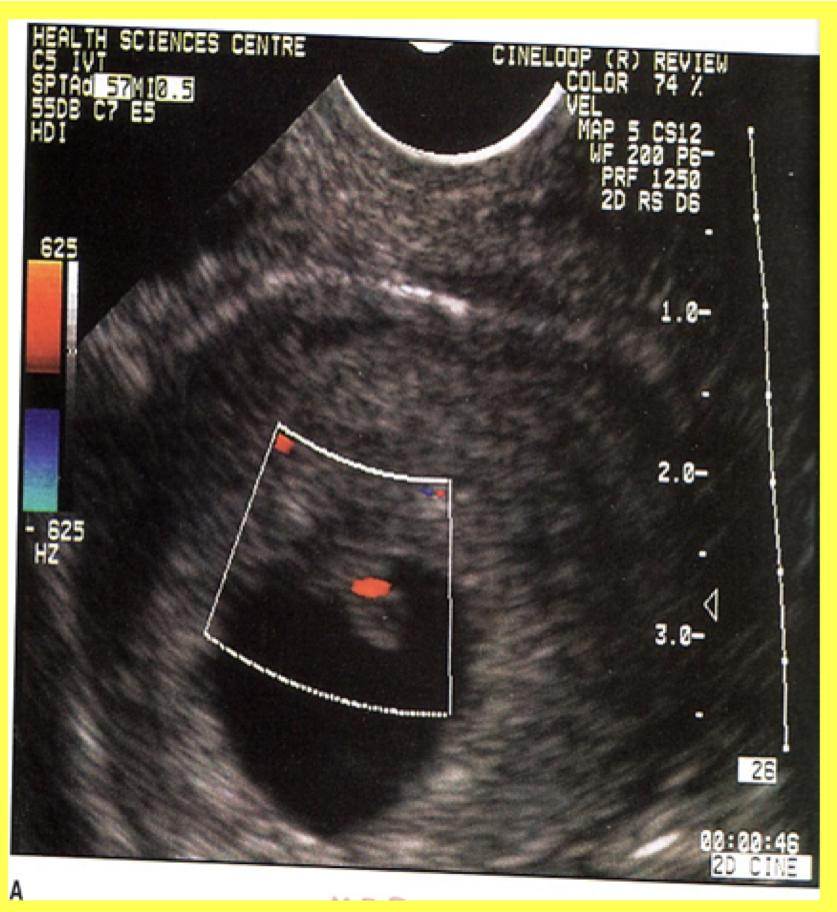 HEALTH SCIENCES CENTRE
C5 IVT
SPTAd 57MI0.5
55DB C7 E5
HDI
CINELOOP (R) REVIEW
COLOR 74 %
VEL
MAP 5 CS12
WF 200 P6
PRF 1250
2D RS D6
625
- 625
HZ
1.0
2.0
3.0
26
00:00:46
2D CINE
A